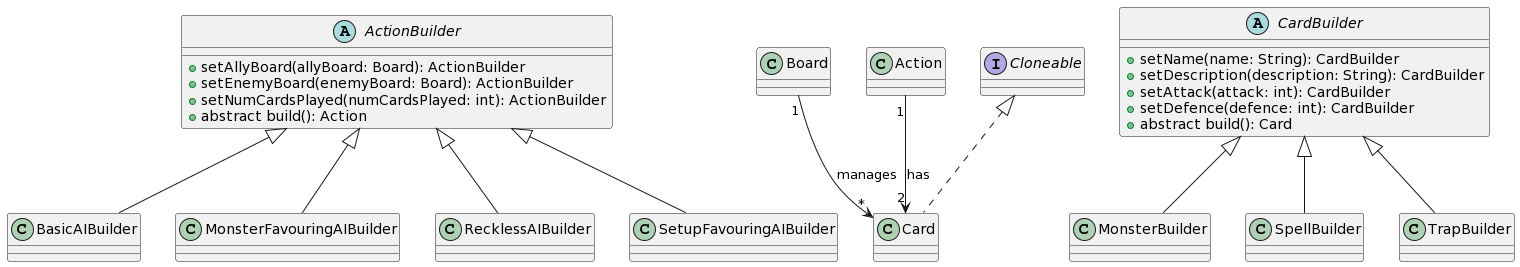 A ActionBuilder
setAllyBoard(allyBoard: Board): ActionBuilder
setEnemyBoard(enemyBoard: Board): ActionBuilder
setNumCardsPlayed(numCardsPlayed: int): ActionBuilder
abstract build(): Action
C Board
C Action
I Cloneable
A CardBuilder
setName(name: String): CardBuilder
setDescription(description: String): CardBuilder
setAttack(attack: int): CardBuilder
setDefence(defence: int): CardBuilder
abstract build(): Card
1
1
manages
has
*
2
C BasicAIBuilder
C MonsterFavouringAIBuilder
C RecklessAIBuilder
C SetupFavouringAIBuilder
C Card
C MonsterBuilder
C SpellBuilder
C TrapBuilder